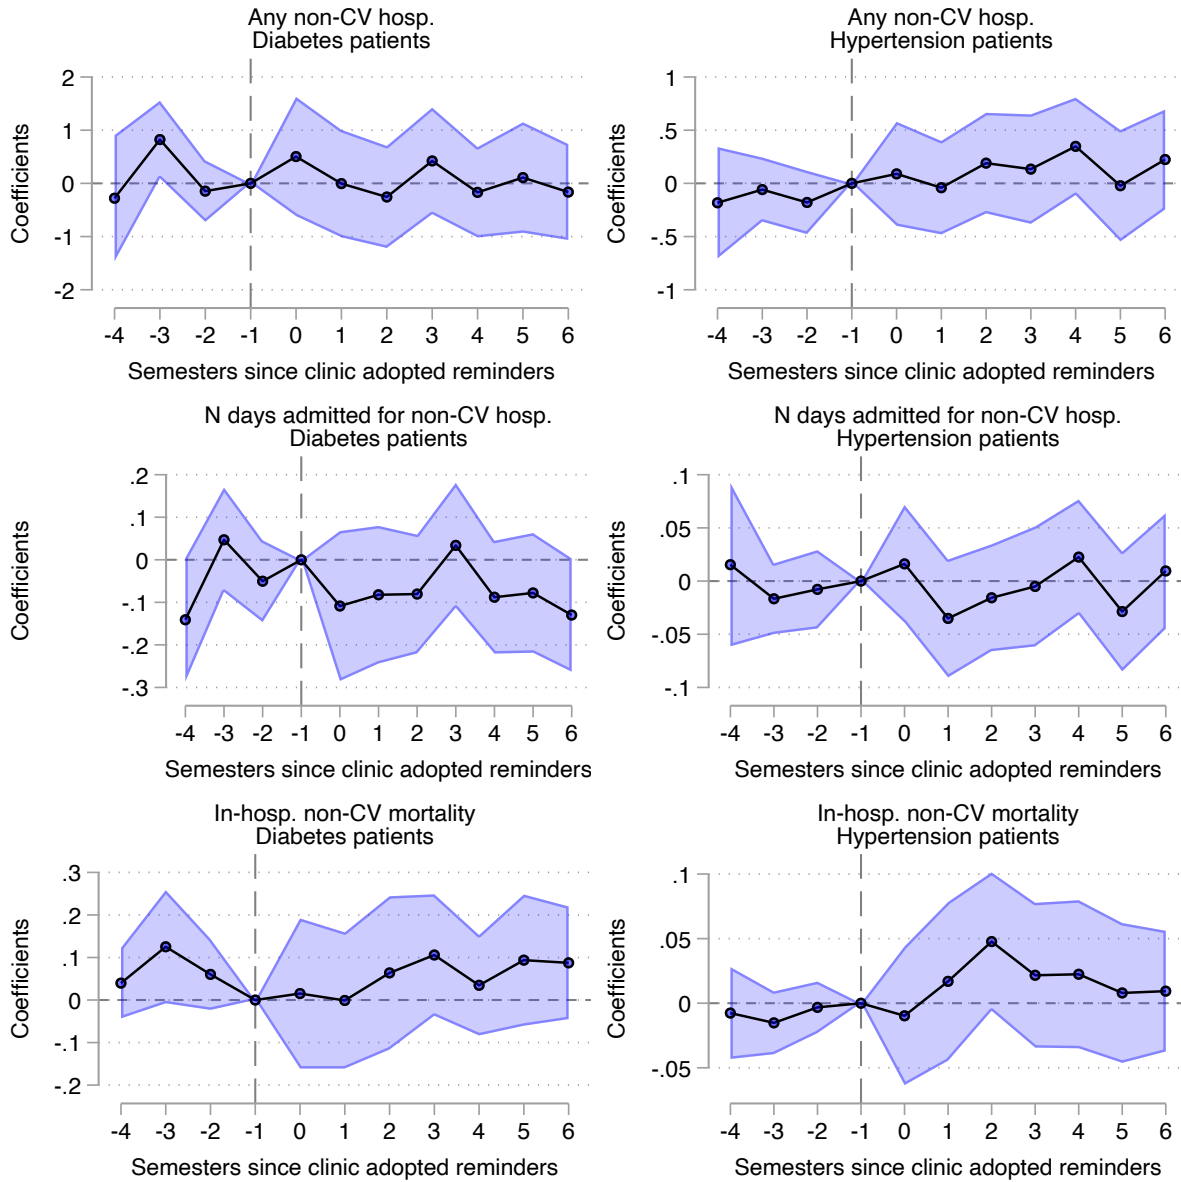 Any non-CV hosp.
Diabetes patients
Coefficients
2
1
0
-1
-2
-4 -3 -2 -1 0 1 2 3 4 5 6
Semesters since clinic adopted reminders
Any non-CV hosp.
Hypertension patients
Coefficients
1
.5
0
-.5
-1
-4 -3 -2 -1 0 1 2 3 4 5 6
Semesters since clinic adopted reminders
N days admitted for non-CV hosp.
Diabetes patients
Coefficients
.2
.1
0
-.1
-.2
-.3
-4 -3 -2 -1 0 1 2 3 4 5 6
Semesters since clinic adopted reminders
N days admitted for non-CV hosp.
Hypertension patients
Coefficients
.1
.05
0
-.05
-.1
-4 -3 -2 -1 0 1 2 3 4 5 6
Semesters since clinic adopted reminders
In-hosp. non-CV mortality
Diabetes patients
Coefficients
.3
.2
.1
0
-.1
-.2
-4 -3 -2 -1 0 1 2 3 4 5 6
Semesters since clinic adopted reminders
In-hosp. non-CV mortality
Hypertension patients
Coefficients
.1
.05
0
-.05
-4 -3 -2 -1 0 1 2 3 4 5 6
Semesters since clinic adopted reminders